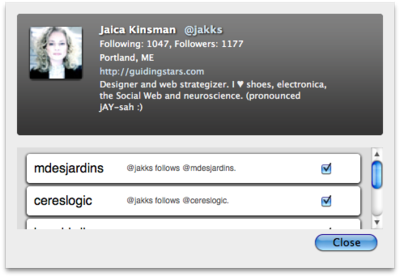 Jaica Kinsman @jakks
Following: 1047, Followers: 1177
Portland, ME
http://guidingstars.com
Designer and web strategizer. I ♥ shoes, electronica,
the Social Web and neuroscience. (pronounced
jAY-sah :)
mdesjardins @jakks follows @mdesjardins.
cereslogic @jakks follows @cereslogic.
Close